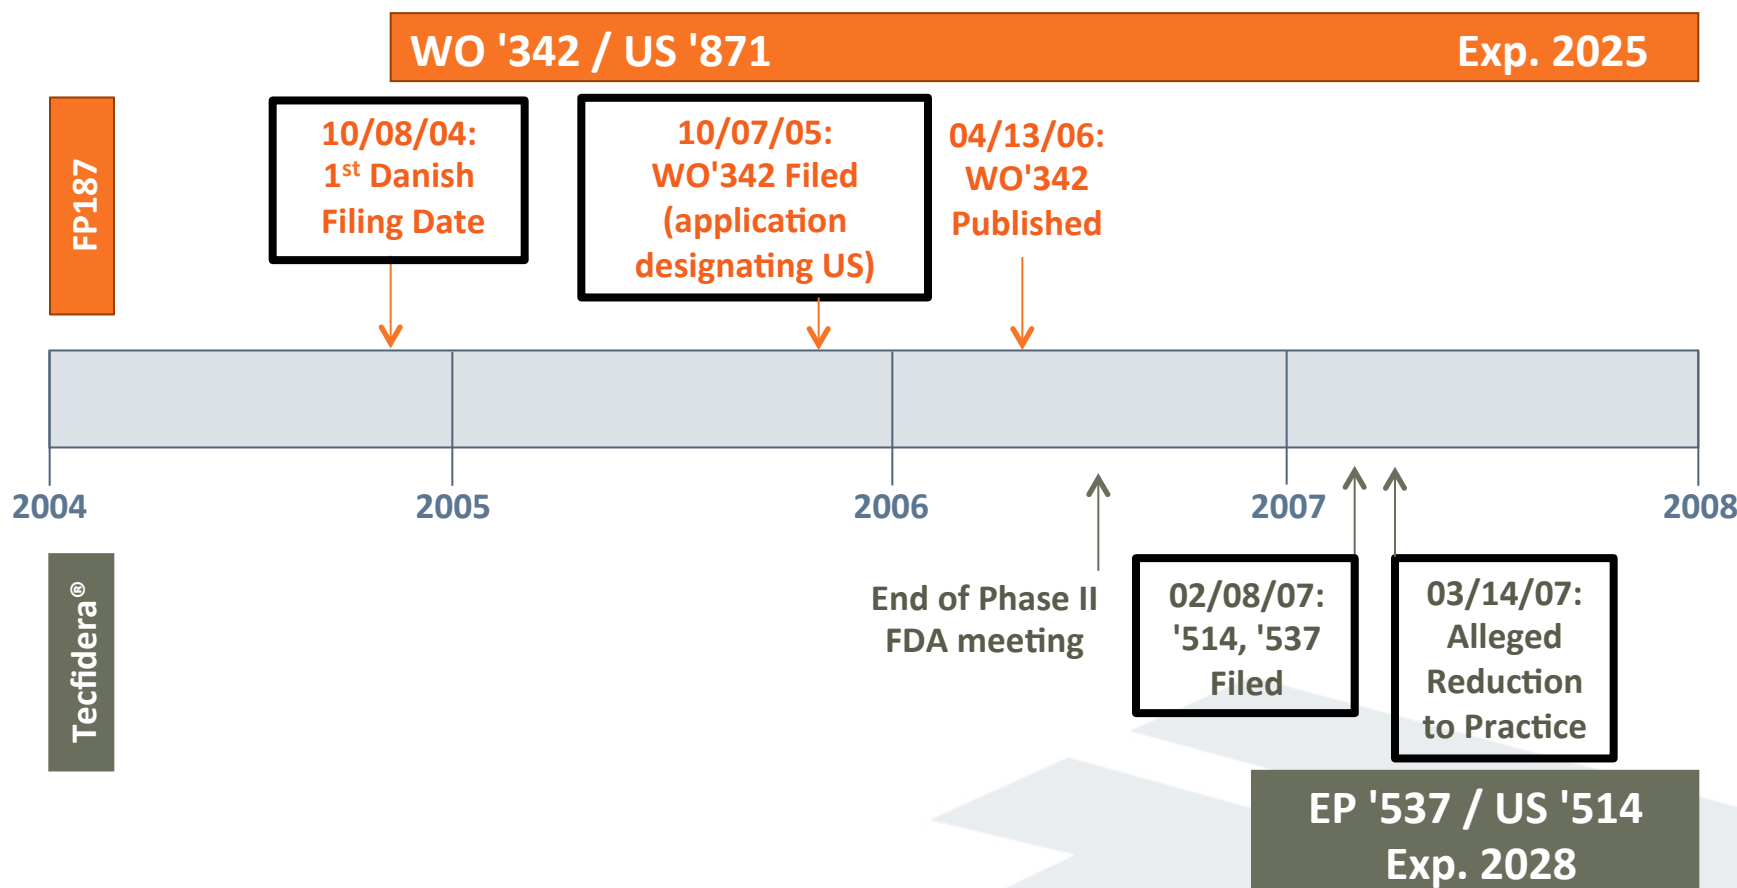 WO '342 / US '871
Exp. 2025
FP187
10/08/04:
1st Danish
Filing Date
10/07/05:
WO'342 Filed
(application
designating US)
04/13/06:
WO'342
Published
2004
2005
2006
2007
2008
Tecfidera®
End of Phase II
FDA meeting
02/08/07:
'514, '537
Filed
03/14/07:
Alleged
Reduction
to Practice
EP '537 / US '514
Exp. 2028